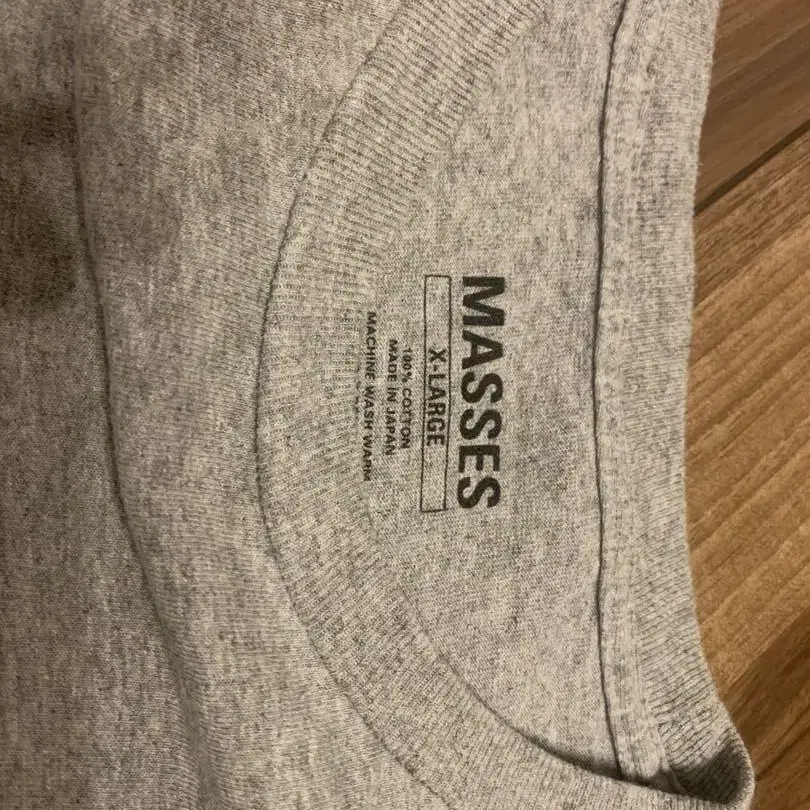 MASSES
X-LARGE
100% COTTON
MADE IN JAPAN
MACHINE WASH WARM